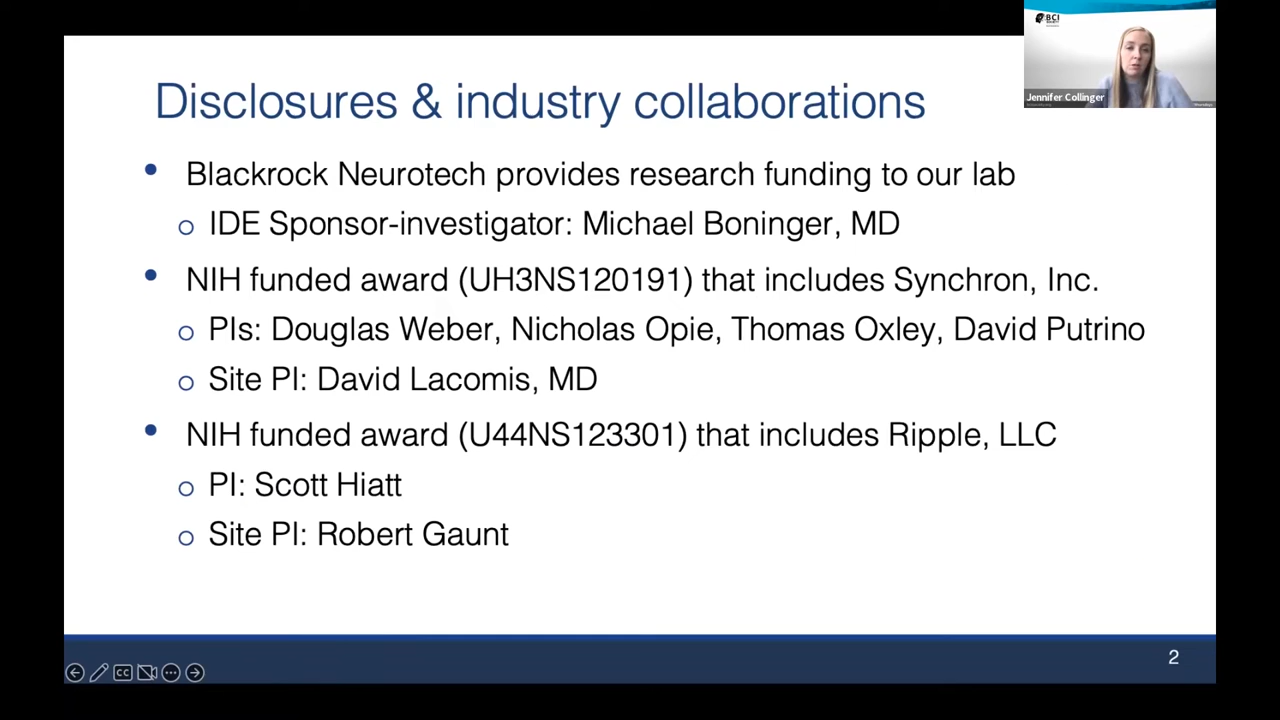 BCI
Jennifer Collinger
Disclosures & industry collaborations
• Blackrock Neurotech provides research funding to our lab
o IDE Sponsor-investigator: Michael Boninger, MD
• NIH funded award (UH3NS120191) that includes Synchron, Inc.
o PIs: Douglas Weber, Nicholas Opie, Thomas Oxley, David Putrino
o Site PI: David Lacomis, MD
• NIH funded award (U44NS123301) that includes Ripple, LLC
o PI: Scott Hiatt
o Site PI: Robert Gaunt
2
CC